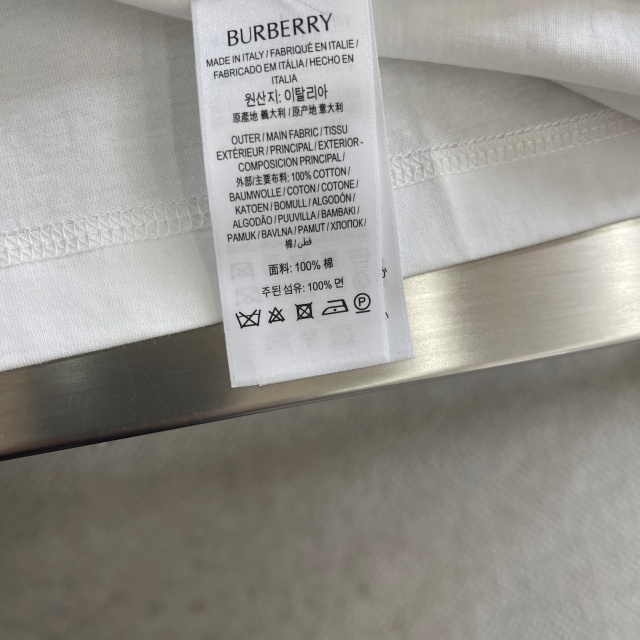 BURBERRY
MADE IN ITALY / FABRIQUÉ EN ITALIE /
FABRICADO EM ITÁLIA / HECHO EN
ITALIA
원산지: 이탈리아
原產地 義大利 / 原产地 意大利
OUTER / MAIN FABRIC / TISSU
EXTÉRIEUR / PRINCIPAL / EXTERIOR -
COMPOSICION PRINCIPAL /
外部/主要布料: 100% COTTON /
BAUMWOLLE / COTON / COTONE /
KATOEN / BOMULL / ALGODÓN /
ALGODÃO / PUUVILLA / BAMBAKI /
PAMUK / BAVLNA / PAMUT / ХЛОПОК /
棉 / قطن
面料: 100% 棉
주된섬유: 100% 면